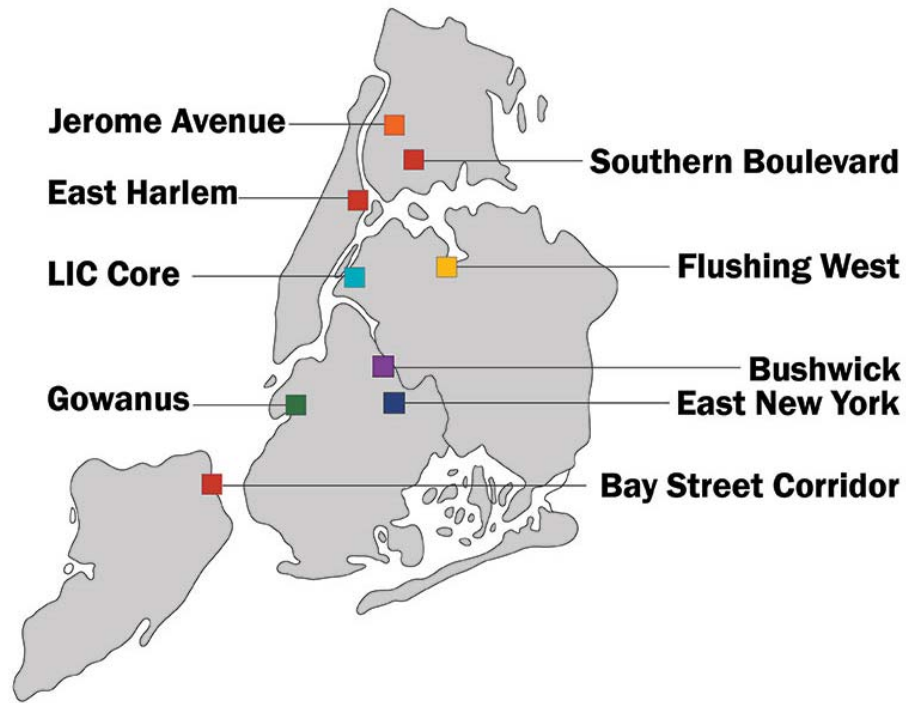 Jerome Avenue
Southern Boulevard
East Harlem
LIC Core
Flushing West
Bushwick
Gowanus
East New York
Bay Street Corridor